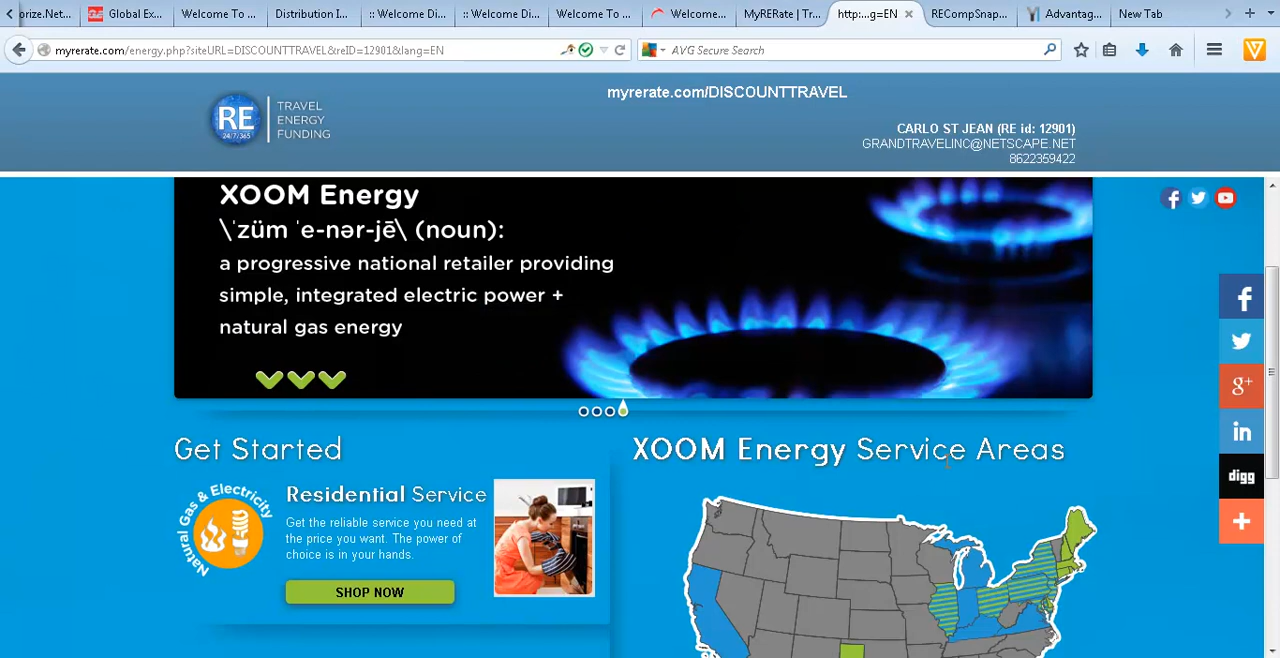 orize.Net...
Global Ex...
Welcome To ...
Distribution I...
:: Welcome Di...
:: Welcome Di...
Welcome To ...
Welcome...
MyRERate | Tr...
http:...g=EN
RECompSnap...
Advantag...
New Tab
myrerate.com/energy.php?siteURL=DISCOUNTTRAVEL&reID=12901&lang=EN
AVG Secure Search
RE
24/7/365
TRAVEL
ENERGY
FUNDING
myrerate.com/DISCOUNTTRAVEL
CARLO ST JEAN (RE id: 12901)
GRANDTRAVELINC@NETSCAPE.NET
8622359422
XOOM Energy
\ˈzüm ˈe-nər-jē\ (noun):
a progressive national retailer providing
simple, integrated electric power +
natural gas energy
Get Started
XOOM Energy Service Areas
Natural Gas & Electricity
Residential Service
Get the reliable service you need at
the price you want. The power of
choice is in your hands.
SHOP NOW
g+
in
digg